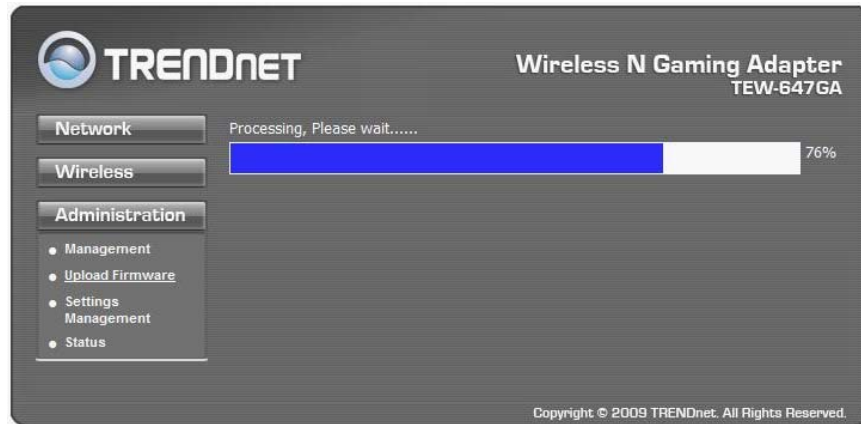 TRENDNET
Wireless N Gaming Adapter
TEW-647GA
Network
Wireless
Administration
Management
Upload Firmware
Settings
Management
Status
Processing, Please wait......
76%
Copyright © 2009 TRENDnet. All Rights Reserved.